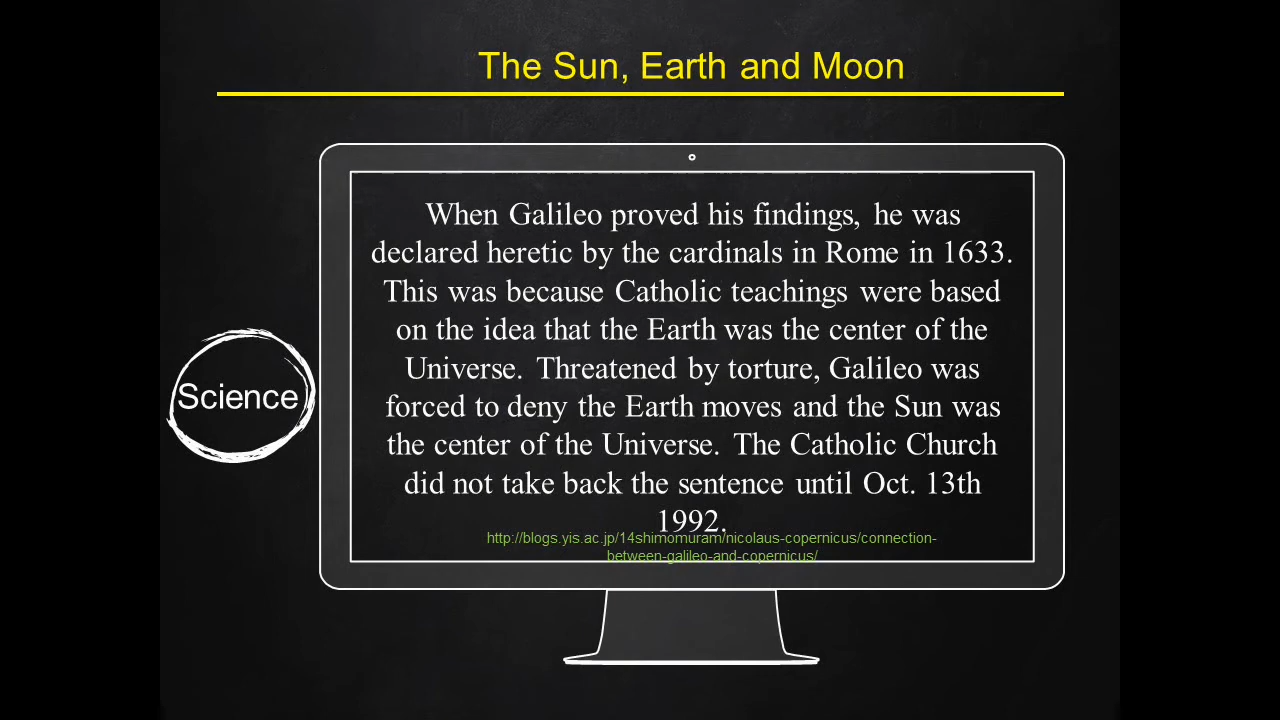 The Sun, Earth and Moon
When Galileo proved his findings, he was
declared heretic by the cardinals in Rome in 1633.
This was because Catholic teachings were based
on the idea that the Earth was the center of the
Universe. Threatened by torture, Galileo was
forced to deny the Earth moves and the Sun was
the center of the Universe. The Catholic Church
did not take back the sentence until Oct. 13th
1992.
http://blogs.yis.ac.jp/14shimomuram/nicolaus-copernicus/connection-
between-galileo-and-copernicus/
Science